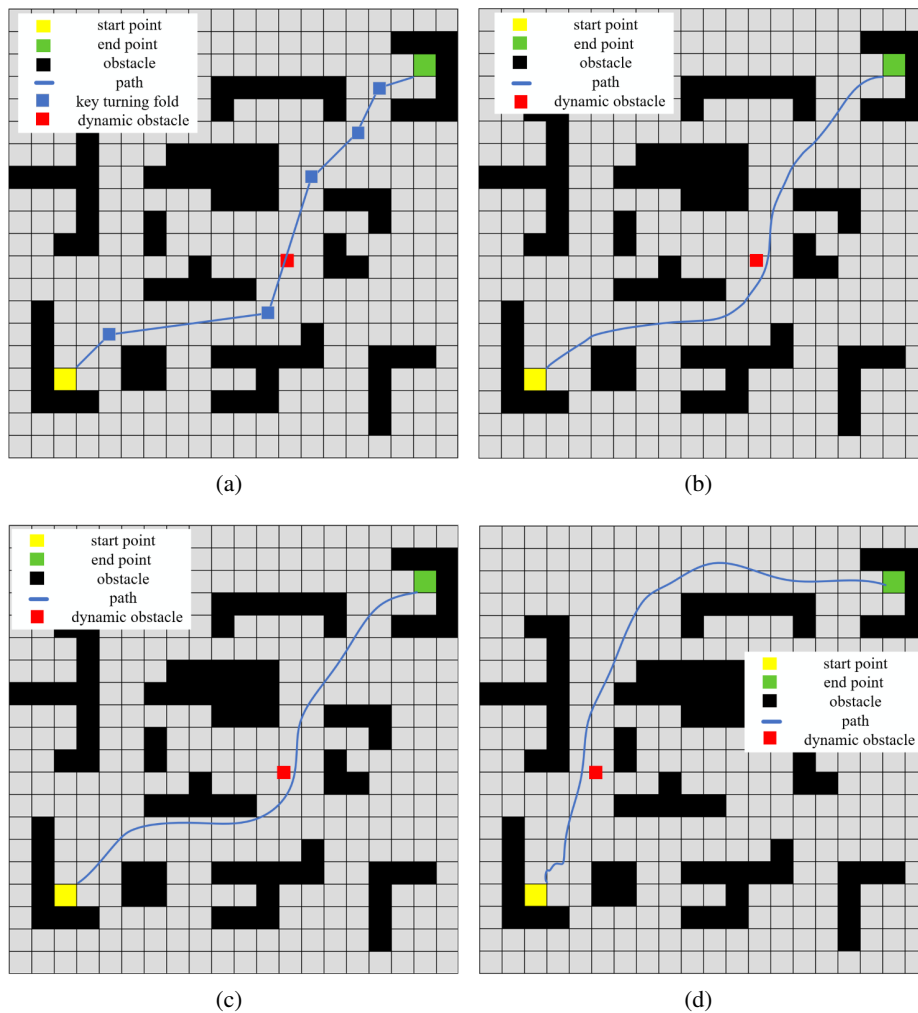 start point
end point
obstacle
path
key turning fold
dynamic obstacle
(a)
start point
end point
obstacle
path
dynamic obstacle
(b)
start point
end point
obstacle
path
dynamic obstacle
(c)
start point
end point
obstacle
path
dynamic obstacle
(d)